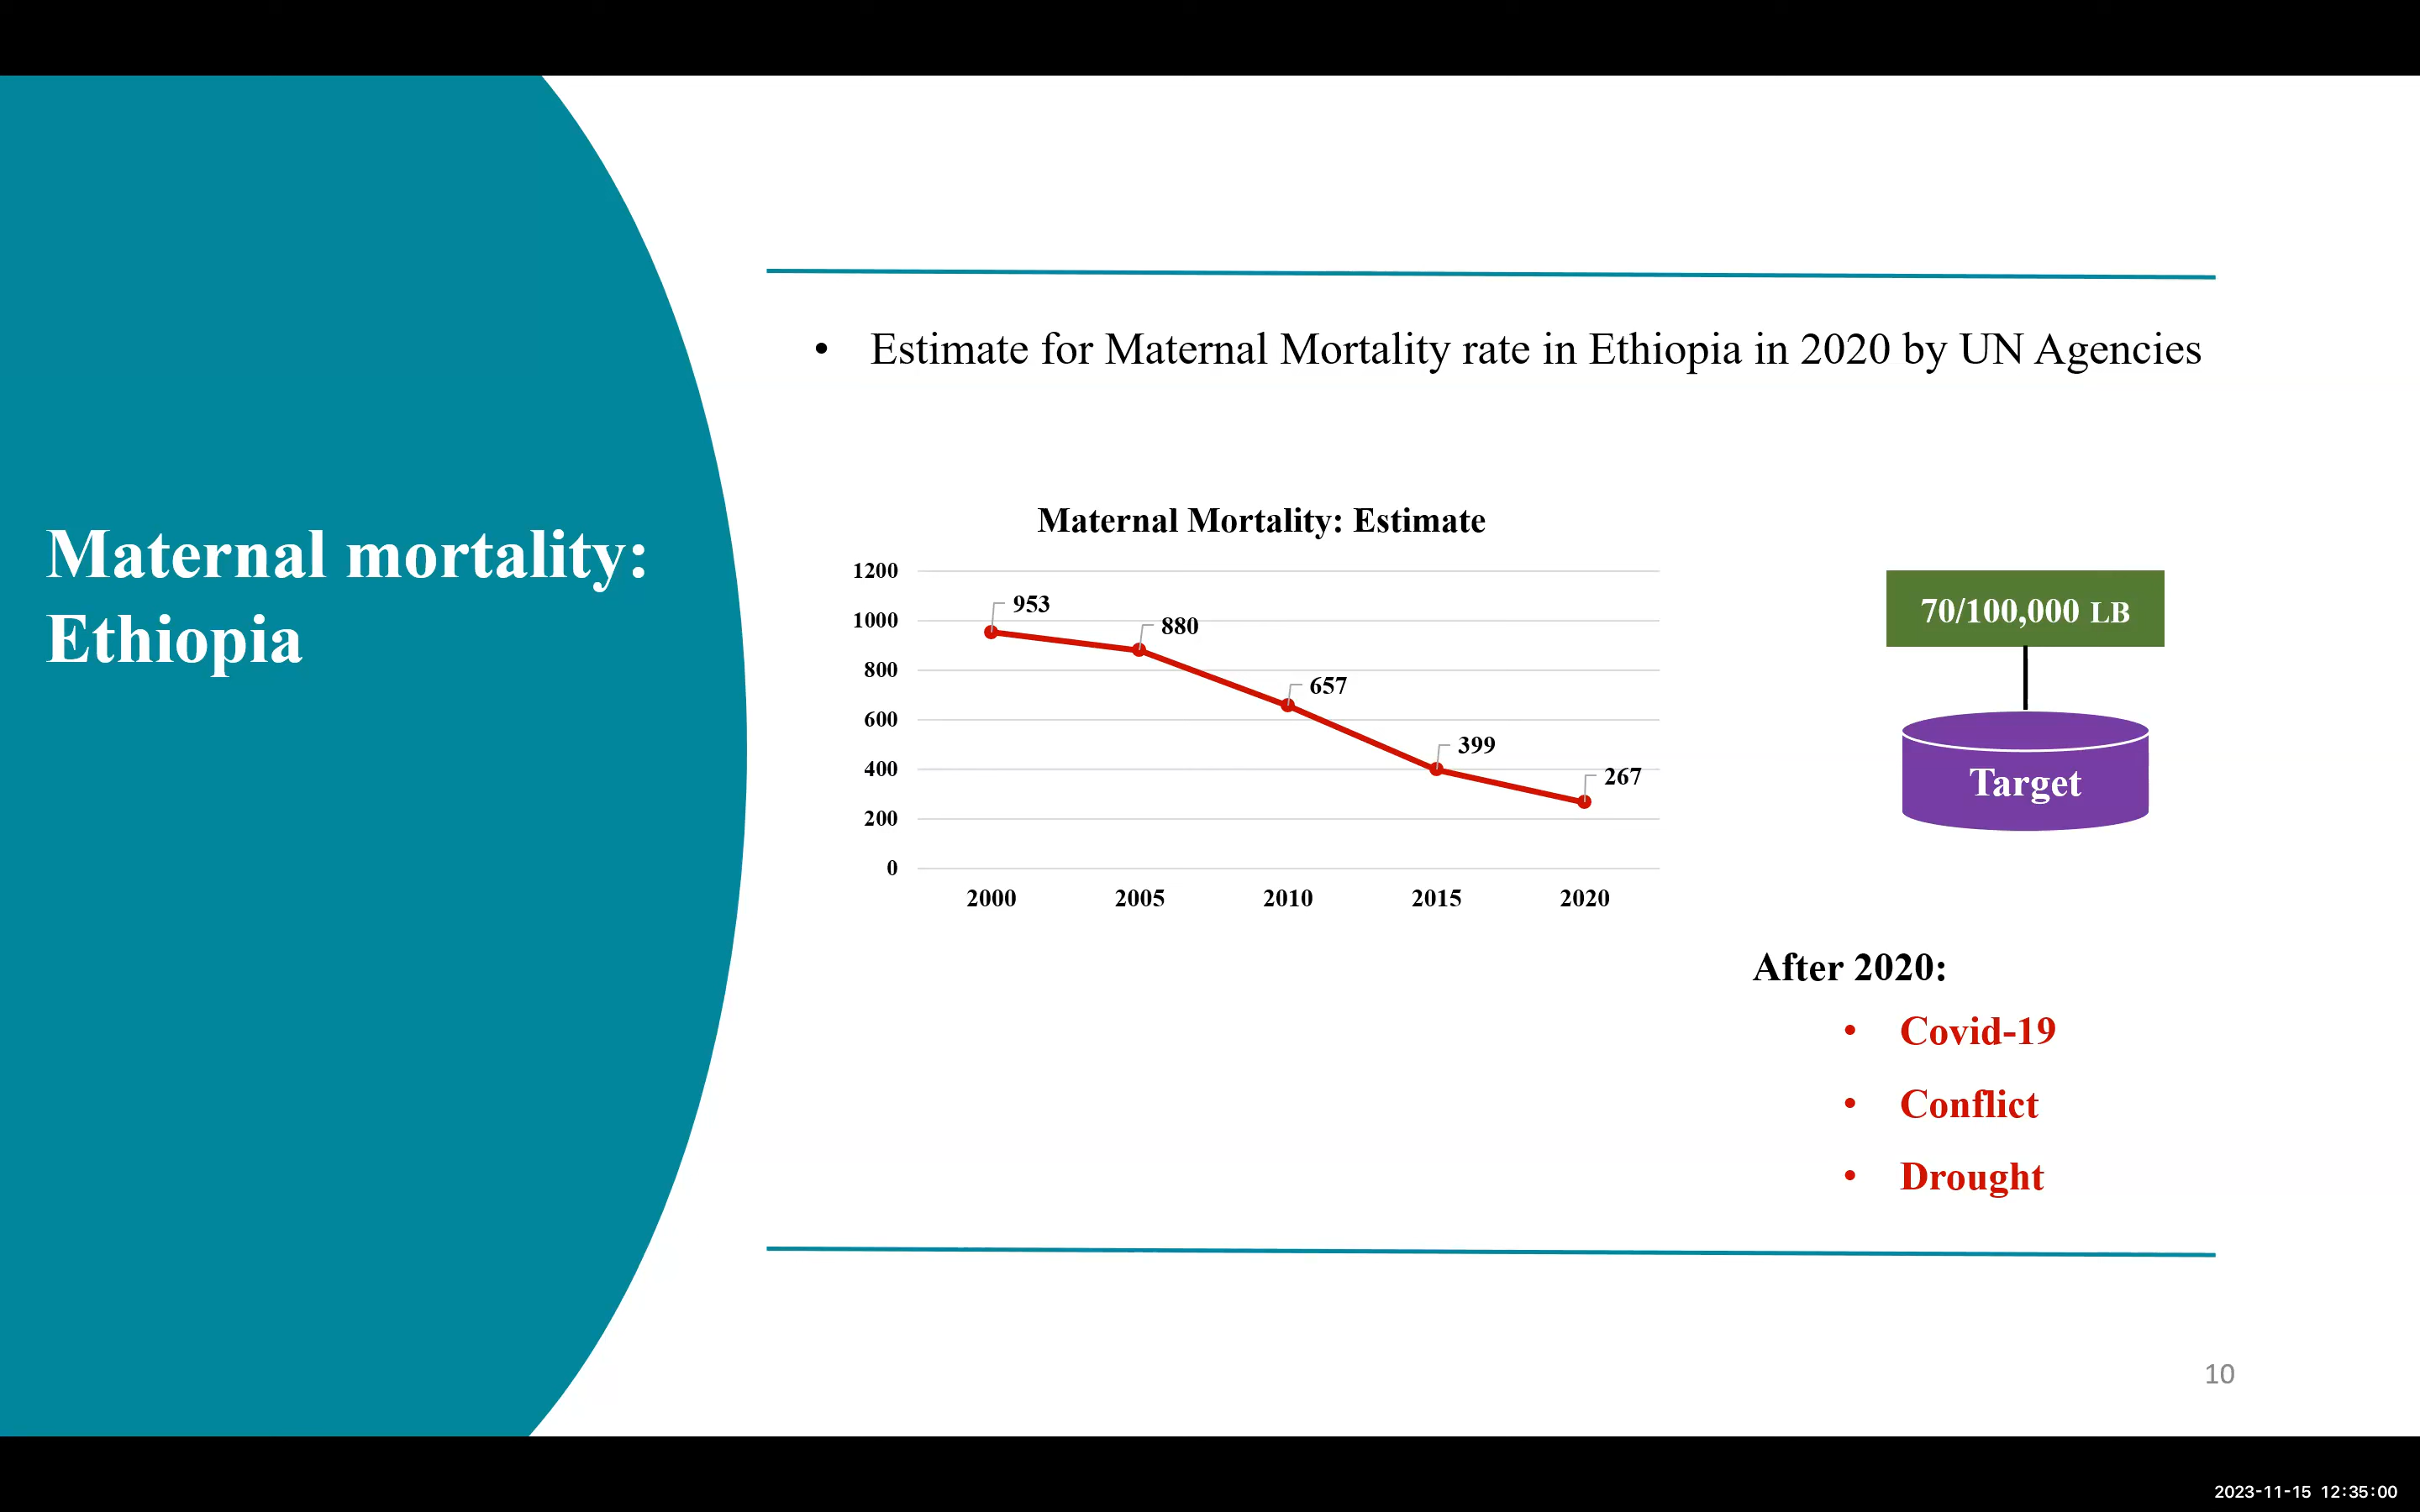 Maternal mortality:
Ethiopia
• Estimate for Maternal Mortality rate in Ethiopia in 2020 by UN Agencies
Maternal Mortality: Estimate
1200
1000
800
600
400
200
0
953
880
657
399
267
2000 2005 2010 2015 2020
70/100,000 LB
Target
After 2020:
• Covid-19
• Conflict
• Drought
10
2023-11-15 12:35:00